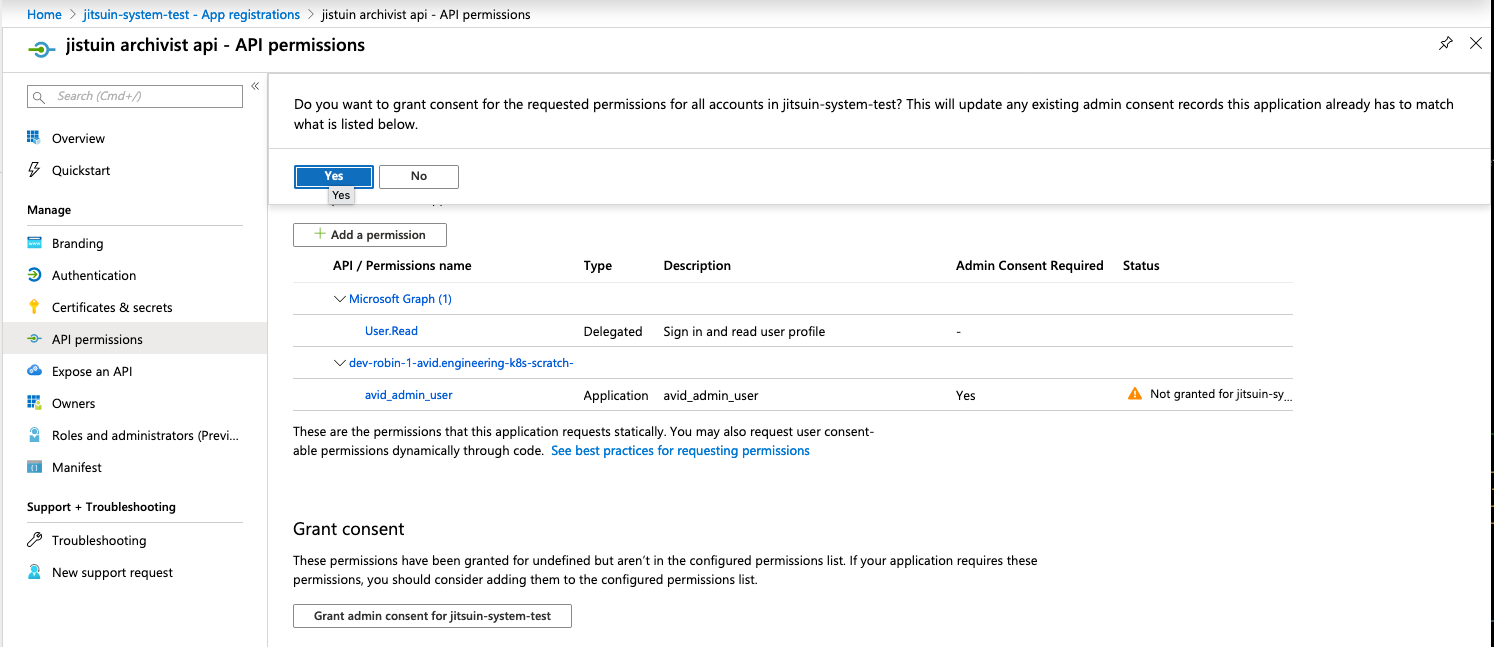 Home > jitsuin-system-test - App registrations > jistuin archivist api - API permissions
jistuin archivist api - API permissions
Search (Cmd+/)
Overview
Quickstart
Manage
Branding
Authentication
Certificates & secrets
API permissions
Expose an API
Owners
Roles and administrators (Previ...
Manifest
Support + Troubleshooting
Troubleshooting
New support request
Do you want to grant consent for the requested permissions for all accounts in jitsuin-system-test? This will update any existing admin consent records this application already has to match
what is listed below.
Yes No
Yes
+ Add a permission
API / Permissions name Type Description Admin Consent Required Status
Microsoft Graph (1)
User.Read Delegated Sign in and read user profile -
dev-robin-1-avid.engineering-k8s-scratch-
avid_admin_user Application avid_admin_user Yes Not granted for jitsuin-sy...
These are the permissions that this application requests statically. You may also request user consent-
able permissions dynamically through code. See best practices for requesting permissions
Grant consent
These permissions have been granted for undefined but aren't in the configured permissions list. If your application requires these
permissions, you should consider adding them to the configured permissions list.
Grant admin consent for jitsuin-system-test